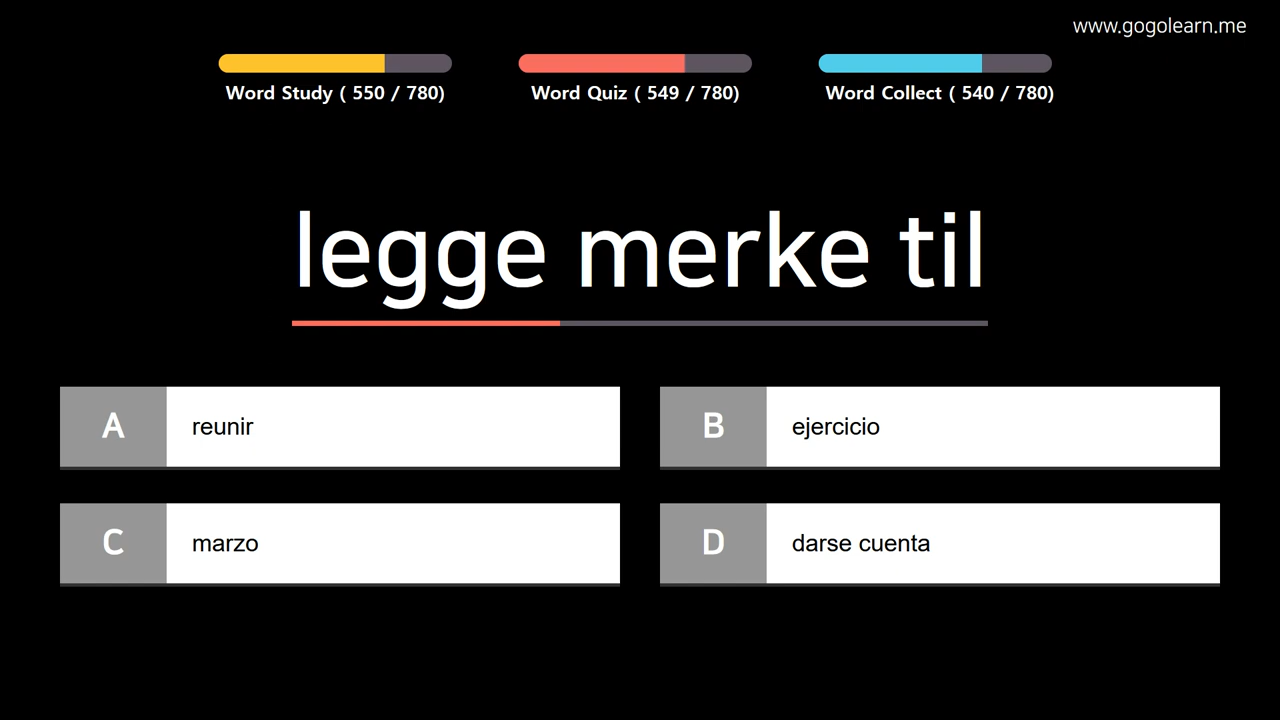 www.gogolearn.me
Word Study ( 550 / 780)
Word Quiz ( 549 / 780)
Word Collect ( 540 / 780)
legge merke til
A
reunir
B
ejercicio
C
marzo
D
darse cuenta